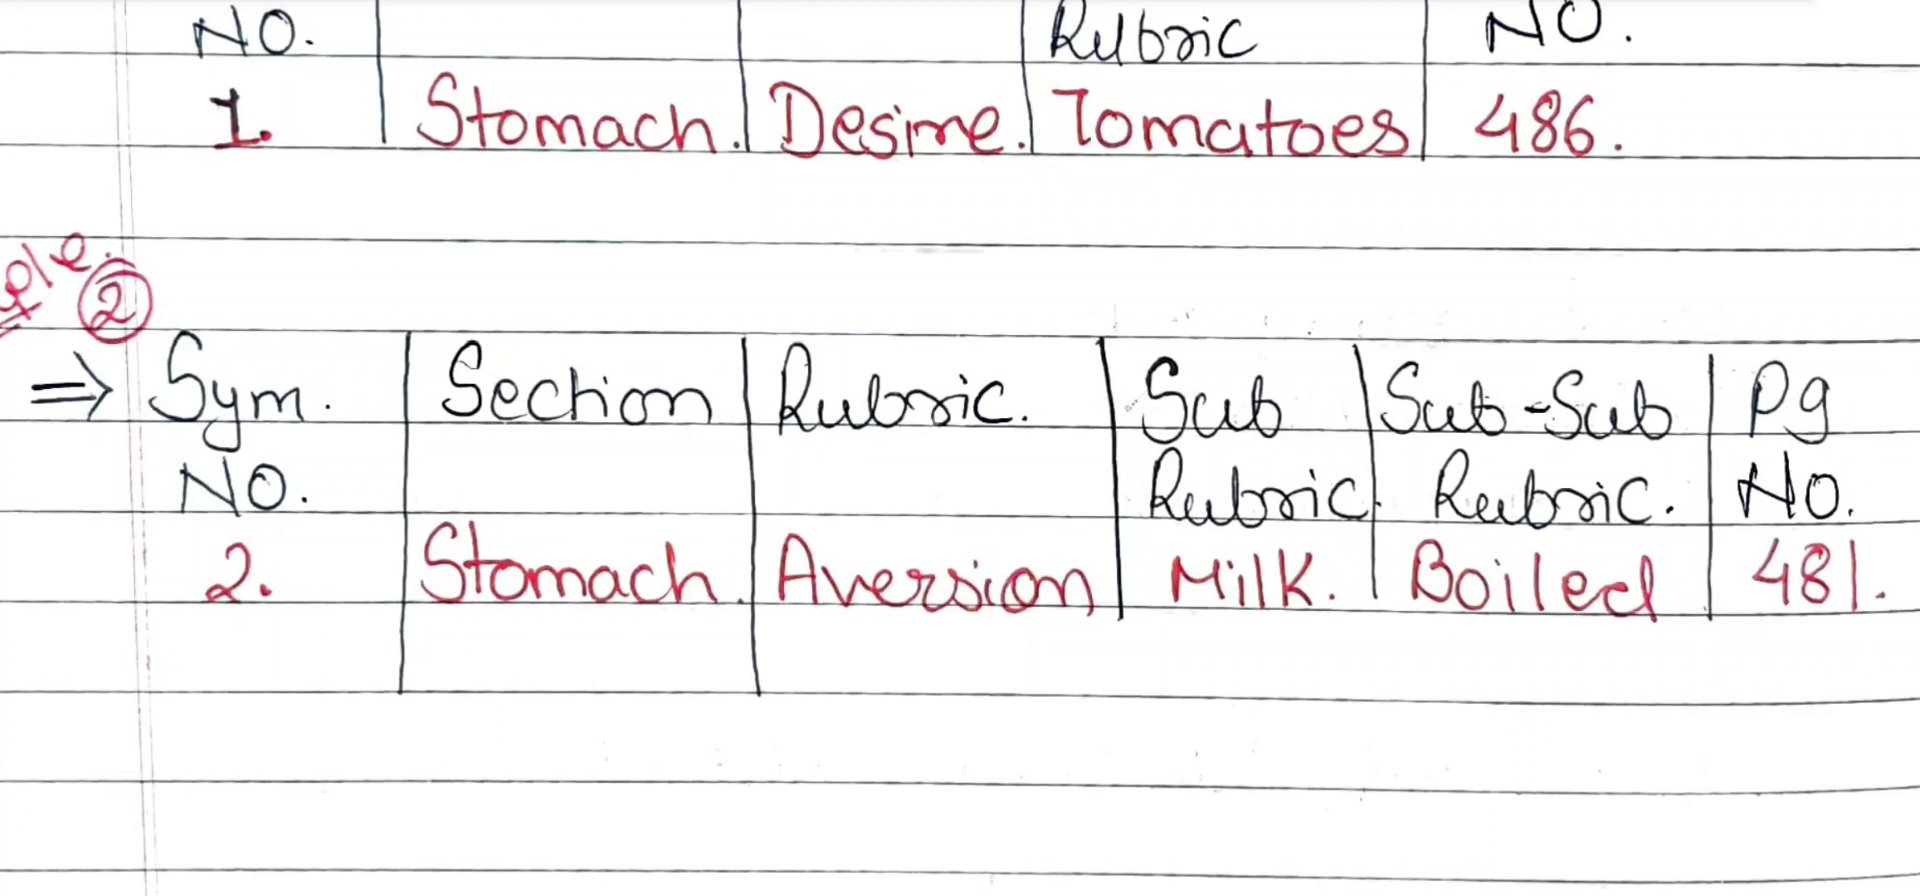 NO. Rubric NO.
1. Stomach. Desire. Tomatoes 486.
ple. 2
=> Sym. Section Rubric. Sub Sub-Sub Pg
NO. Rubric. Rubric. No.
2. Stomach. Aversion Milk. Boiled 481.